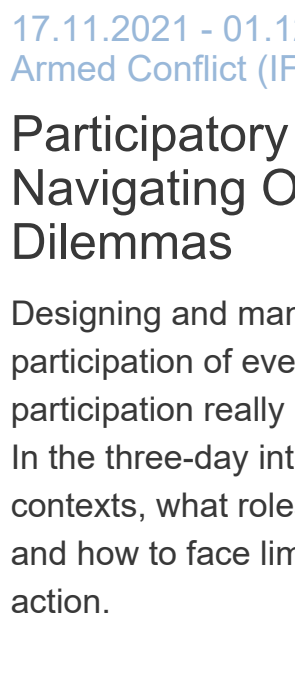 17.11.2021 - 01.1
Armed Conflict (IF
Participatory
Navigating O
Dilemmas
Designing and mar
participation of eve
participation really
In the three-day int
contexts, what role
and how to face lim
action.